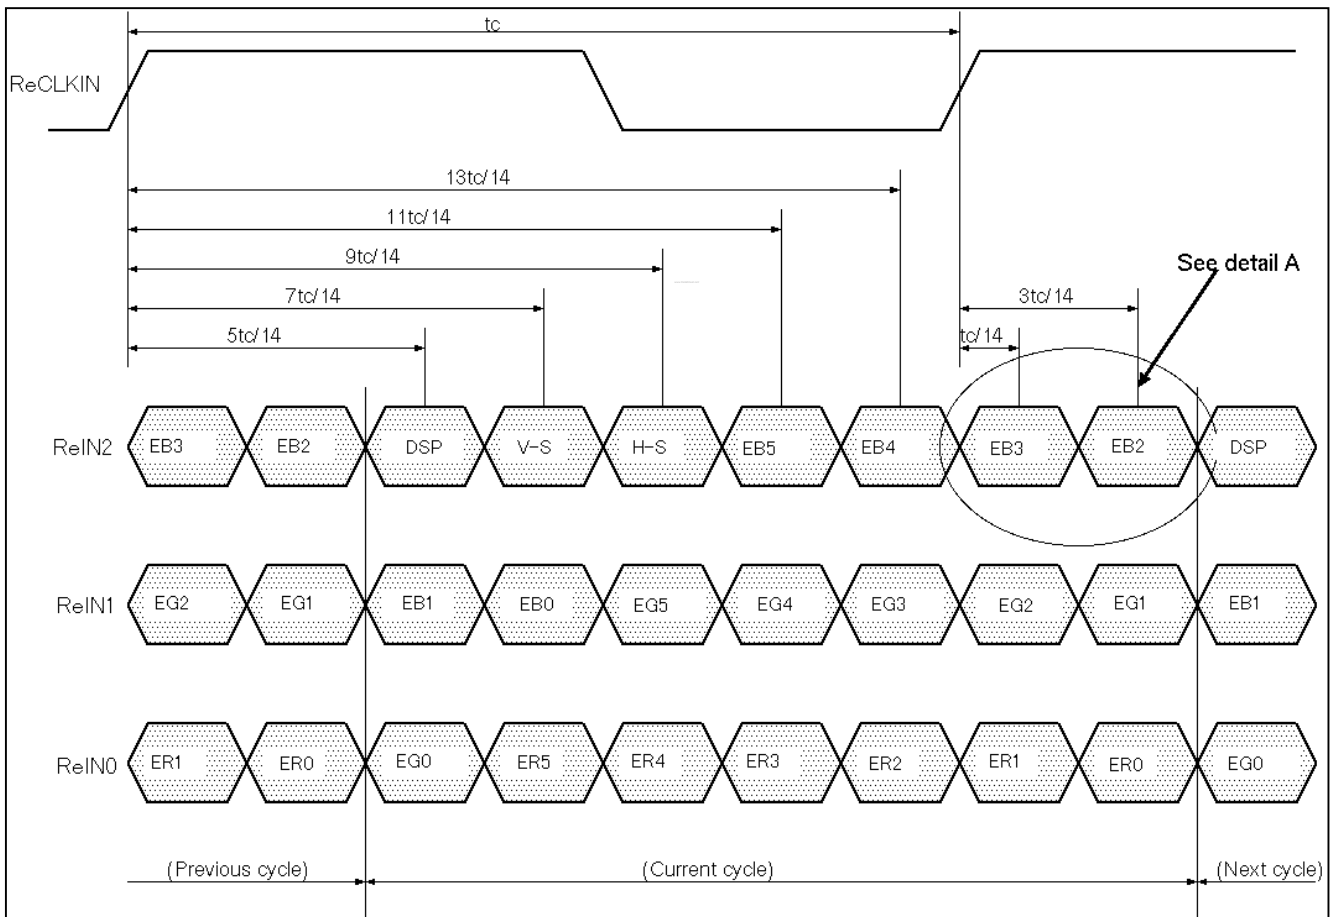 tc
ReCLKIN
13tc/14
11tc/14
9tc/14
See detail A
7tc/14
3tc/14
5tc/14
tc/14
ReIN2 EB3 EB2 DSP V-S H-S EB5 EB4 EB3 EB2 DSP
ReIN1 EG2 EG1 EB1 EB0 EG5 EG4 EG3 EG2 EG1 EB1
ReIN0 ER1 ER0 EG0 ER5 ER4 ER3 ER2 ER1 ER0 EG0
(Previous cycle) (Current cycle) (Next cycle)